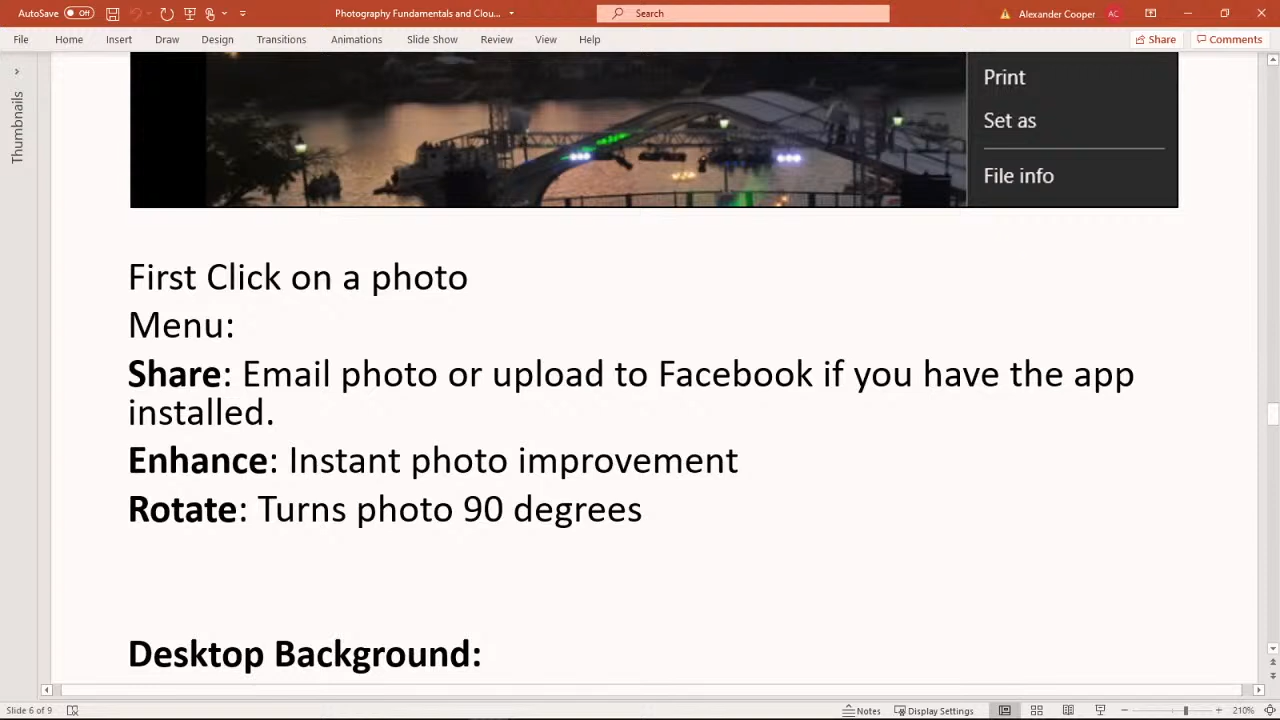 AutoSave Off Photography Fundamentals and Clou... Search Alexander Cooper AC
File Home Insert Draw Design Transitions Animations Slide Show Review View Help Share Comments
Thumbnails
Print
Set as
File info
First Click on a photo
Menu:
Share: Email photo or upload to Facebook if you have the app
installed.
Enhance: Instant photo improvement
Rotate: Turns photo 90 degrees
Desktop Background:
Slide 6 of 9 Notes Display Settings 210%